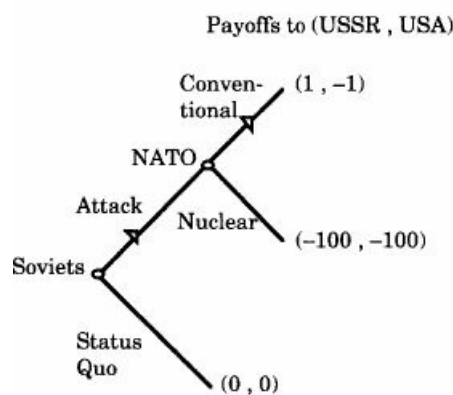 Payoffs to (USSR , USA)
Conven-
tional
(1 , –1)
NATO
Attack
Nuclear
(–100 , –100)
Soviets
Status
Quo
(0 , 0)